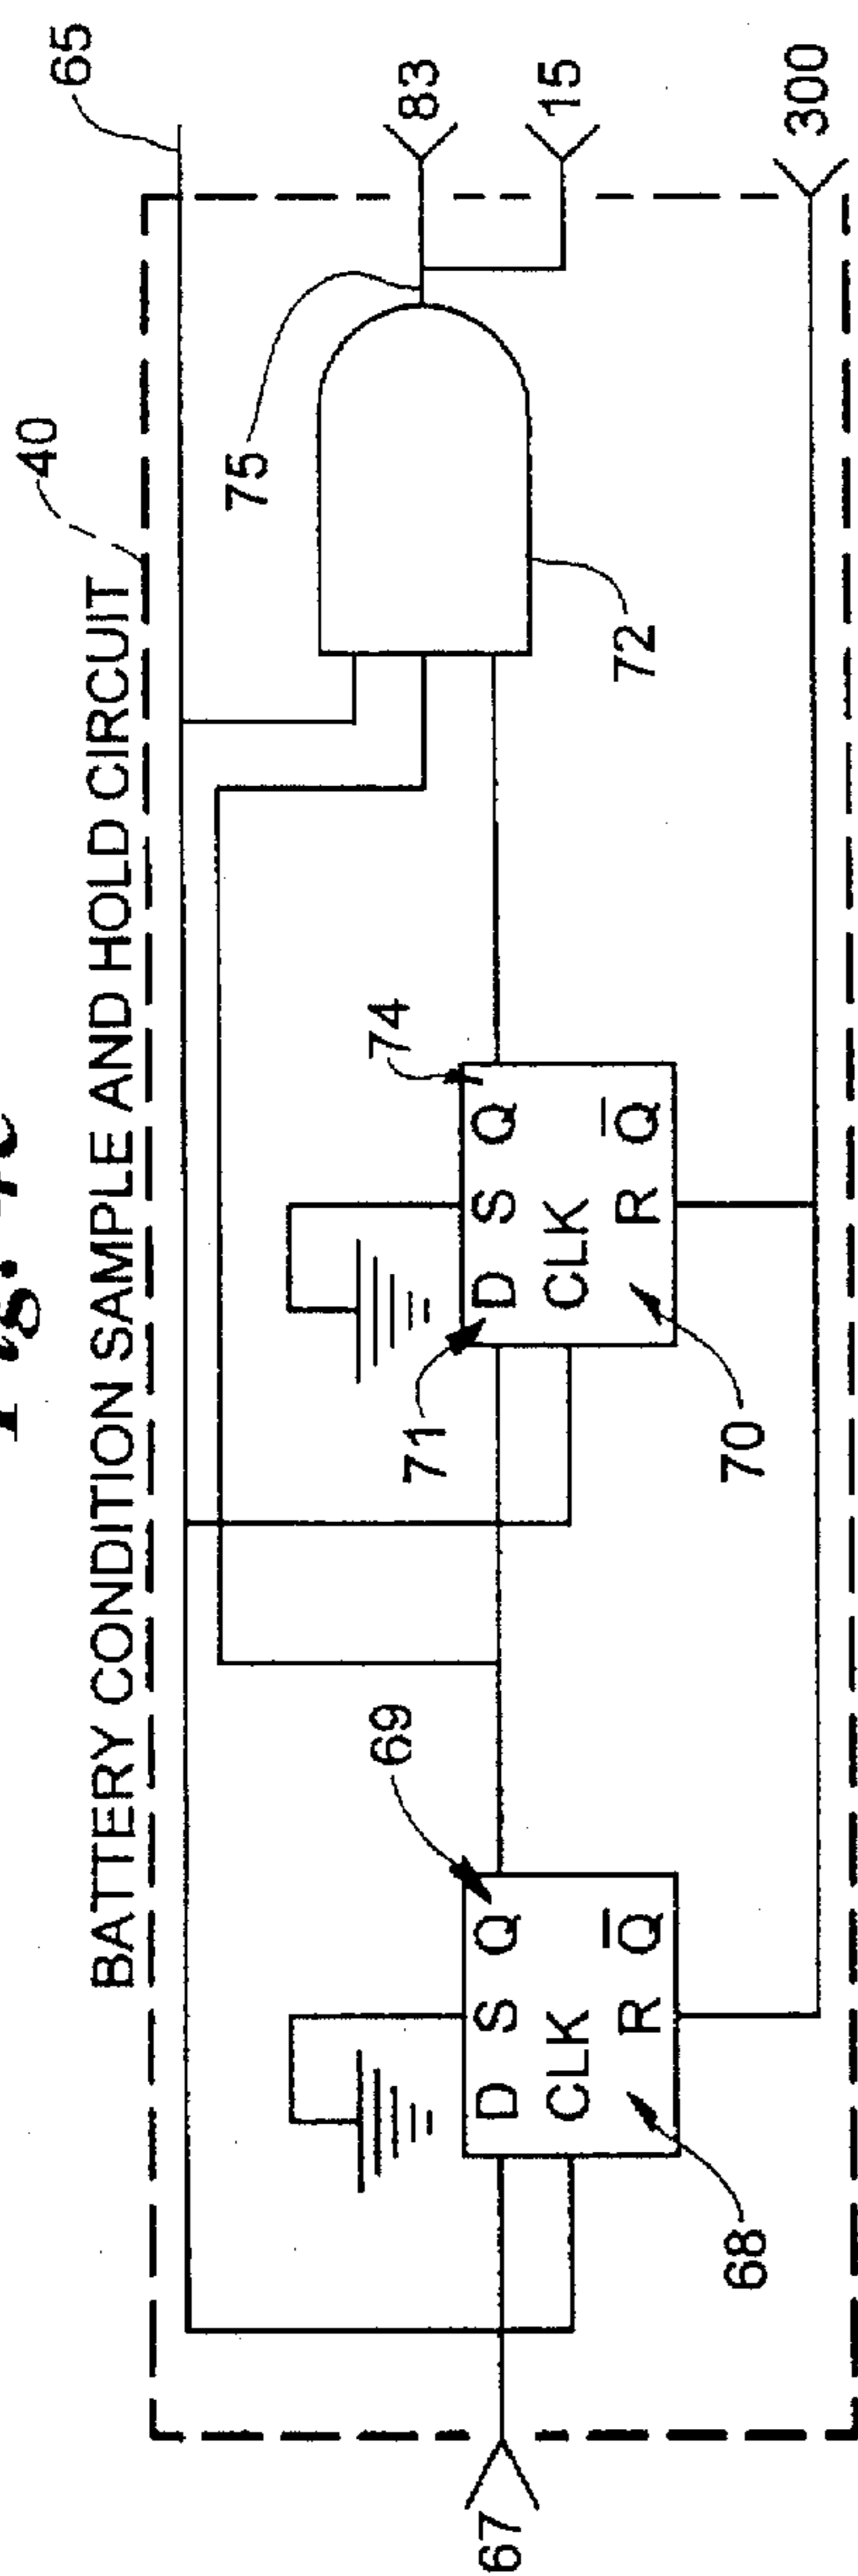 BATTERY CONDITION SAMPLE AND HOLD CIRCUIT
40
65
75
83
15
69
74
72
D S Q
CLK
R Q̅
D S Q
CLK
R Q̅
71
67
68
70
300